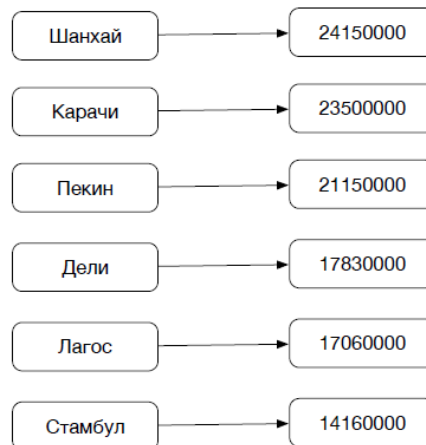 Шанхай 24150000
Карачи 23500000
Пекин 21150000
Дели 17830000
Лагос 17060000
Стамбул 14160000